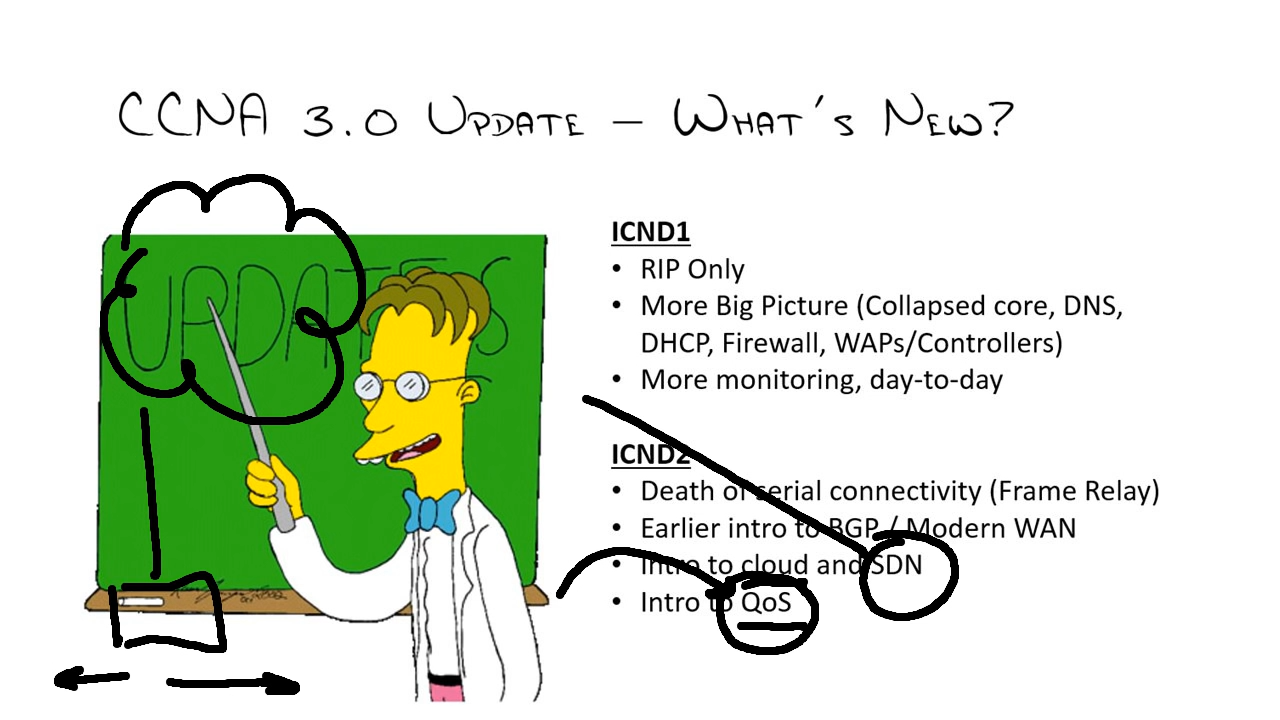 CCNA 3.0 UPDATE – WHAT'S NEW?
UPDATES
ICND1
• RIP Only
• More Big Picture (Collapsed core, DNS,
DHCP, Firewall, WAPs/Controllers)
• More monitoring, day-to-day
ICND2
• Death of serial connectivity (Frame Relay)
• Earlier intro to BGP / Modern WAN
• Intro to cloud and SDN
• Intro to QoS